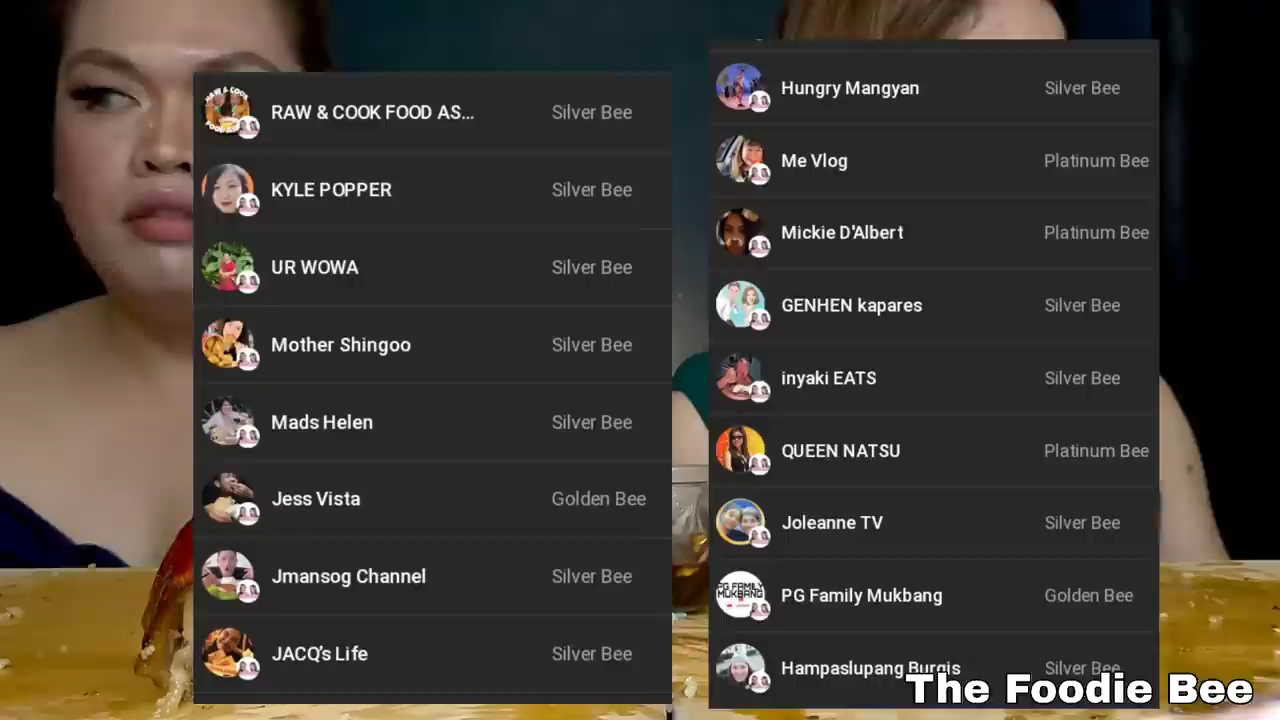 RAW & COOK FOOD AS... Silver Bee
KYLE POPPER Silver Bee
UR WOWA Silver Bee
Mother Shingoo Silver Bee
Mads Helen Silver Bee
Jess Vista Golden Bee
Jmansog Channel Silver Bee
JACQ's Life Silver Bee
Hungry Mangyan Silver Bee
Me Vlog Platinum Bee
Mickie D'Albert Platinum Bee
GENHEN kapares Silver Bee
inyaki EATS Silver Bee
QUEEN NATSU Platinum Bee
Joleanne TV Silver Bee
PG FAMILY
MUKBANG
PG Family Mukbang Golden Bee
Hampaslupang Burgis Silver Bee
The Foodie Bee